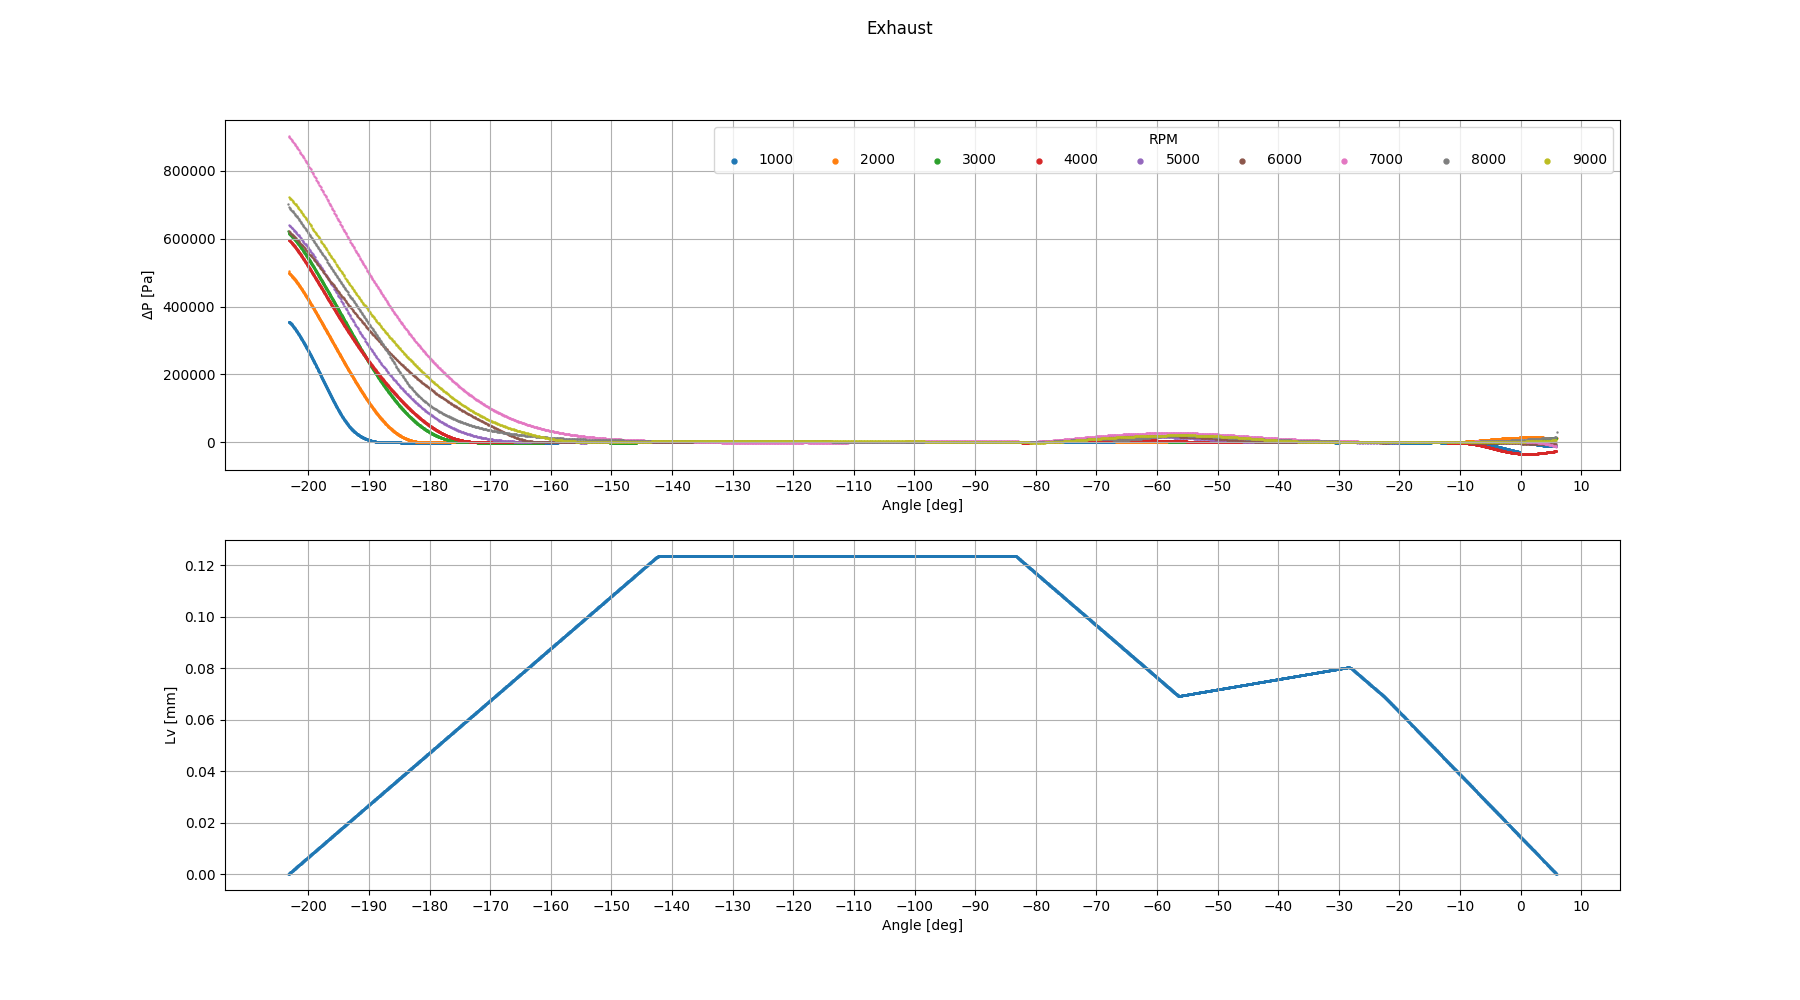 Exhaust
RPM
1000 2000 3000 4000 5000 6000 7000 8000 9000
800000
600000
400000
200000
0
ΔP [Pa]
−200 −190 −180 −170 −160 −150 −140 −130 −120 −110 −100 −90 −80 −70 −60 −50 −40 −30 −20 −10 0 10
Angle [deg]
0.12
0.10
0.08
0.06
0.04
0.02
0.00
Lv [mm]
−200 −190 −180 −170 −160 −150 −140 −130 −120 −110 −100 −90 −80 −70 −60 −50 −40 −30 −20 −10 0 10
Angle [deg]